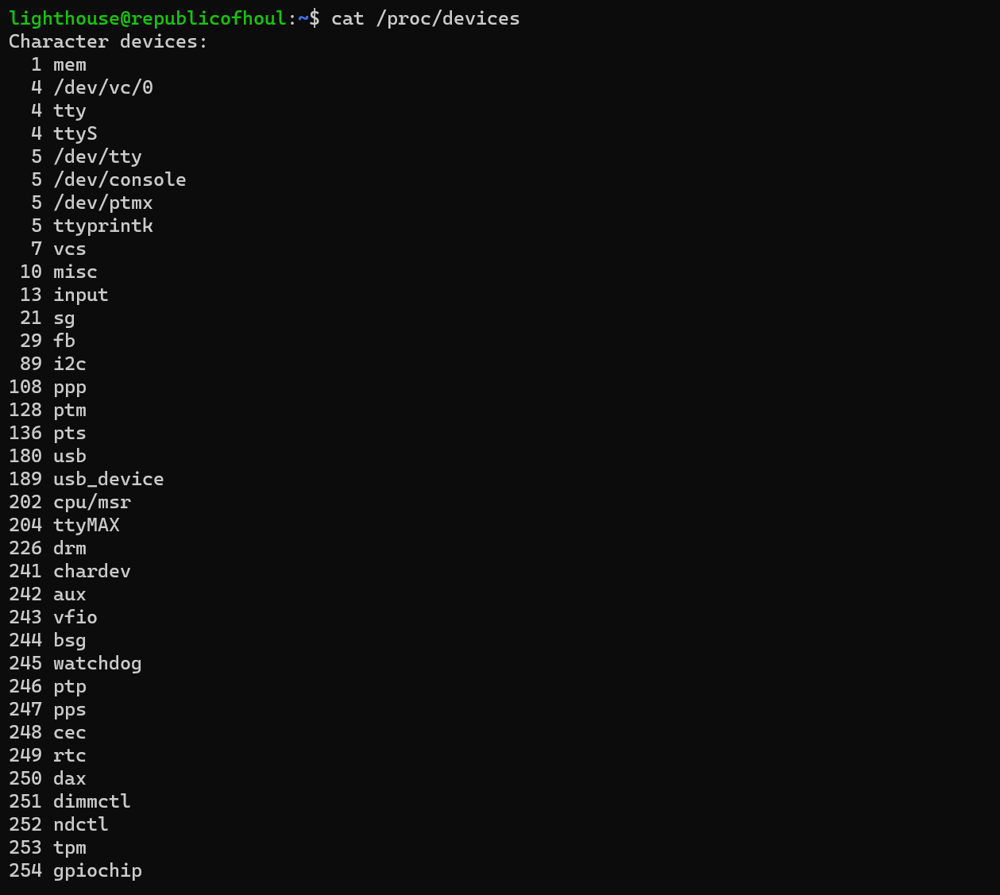 lighthouse@republicofhoul:~$ cat /proc/devices
Character devices:
  1 mem
  4 /dev/vc/0
  4 tty
  4 ttyS
  5 /dev/tty
  5 /dev/console
  5 /dev/ptmx
  5 ttyprintk
  7 vcs
 10 misc
 13 input
 21 sg
 29 fb
 89 i2c
108 ppp
128 ptm
136 pts
180 usb
189 usb_device
202 cpu/msr
204 ttyMAX
226 drm
241 chardev
242 aux
243 vfio
244 bsg
245 watchdog
246 ptp
247 pps
248 cec
249 rtc
250 dax
251 dimmctl
252 ndctl
253 tpm
254 gpiochip